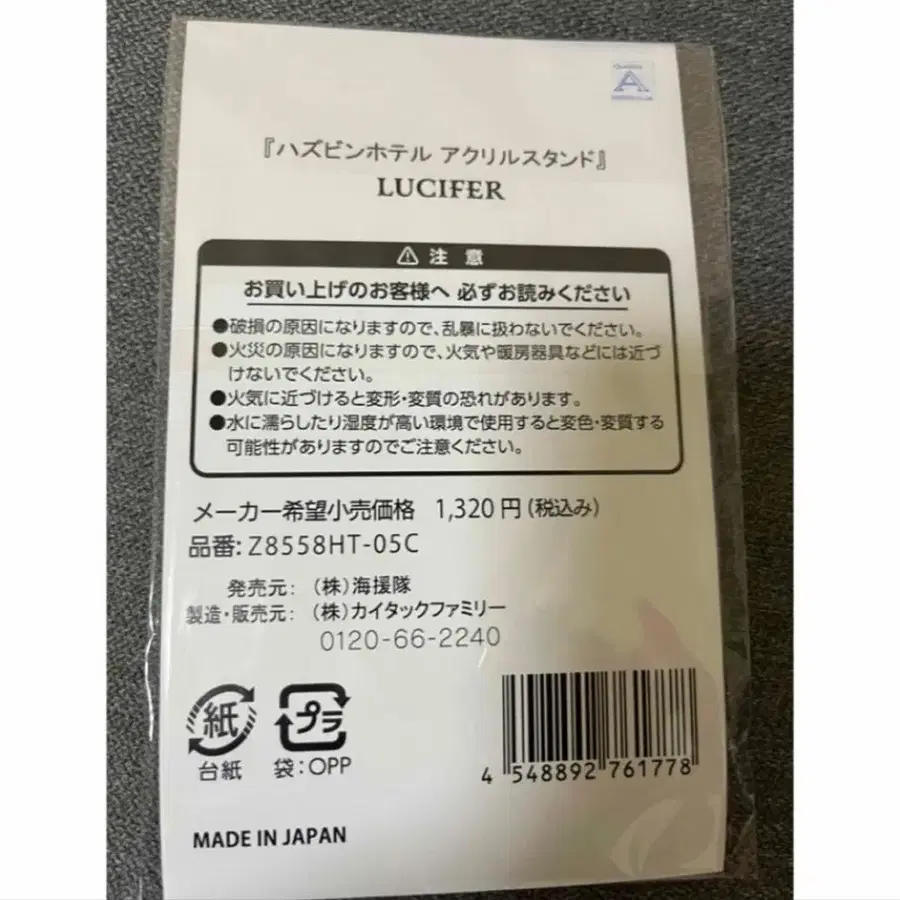 A
『ハズビンホテル アクリルスタンド』
LUCIFER
⚠ 注 意
お買い上げのお客様へ 必ずお読みください
●破損の原因になりますので、乱暴に扱わないでください。
●火災の原因になりますので、火気や暖房器具などには近づ
けないでください。
●火気に近づけると変形・変質の恐れがあります。
●水に濡らしたり湿度が高い環境で使用すると変色・変質する
可能性がありますのでご注意ください。
メーカー希望小売価格 1,320円(税込み)
品番:Z8558HT-05C
発売元: (株)海援隊
製造・販売元: (株)カイタックファミリー
0120-66-2240
紙 プラ
台紙 袋:OPP
4 548892 761778
MADE IN JAPAN